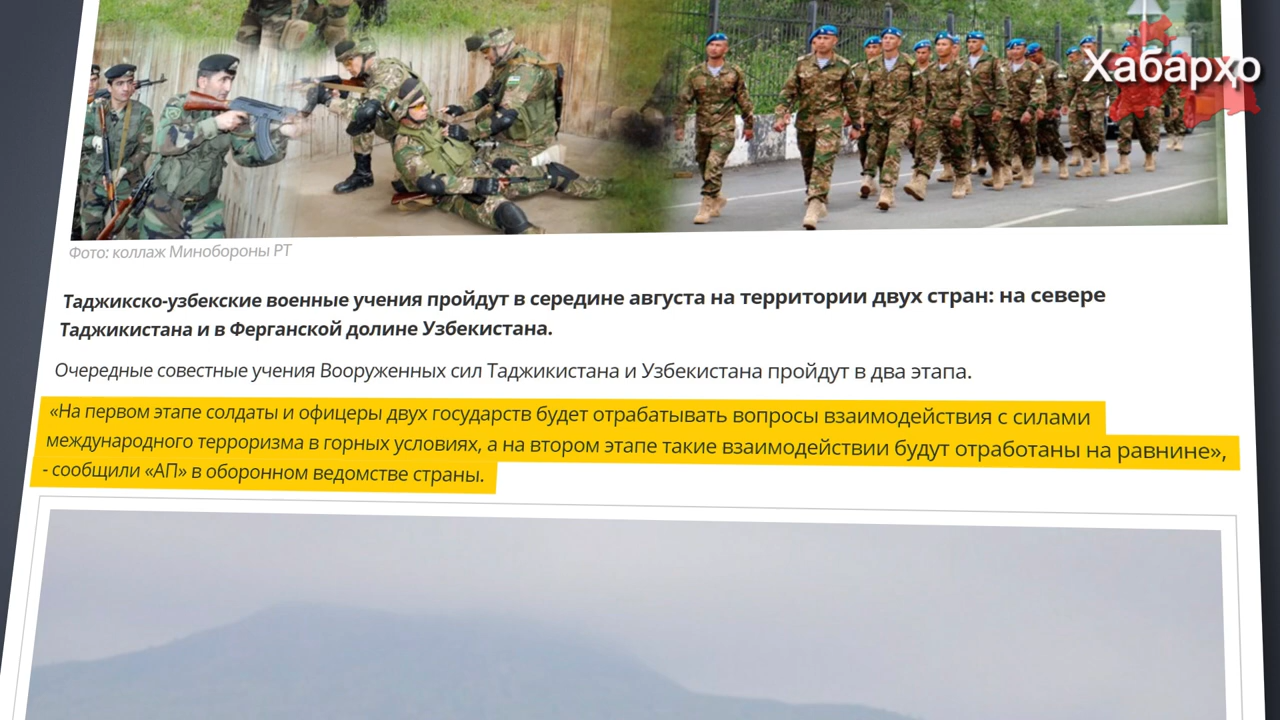 Хабарҳо
Фото: коллаж Минобороны РТ
Таджикско-узбекские военные учения пройдут в середине августа на территории двух стран: на севере
Таджикистана и в Ферганской долине Узбекистана.
Очередные совестные учения Вооруженных сил Таджикистана и Узбекистана пройдут в два этапа.
«На первом этапе солдаты и офицеры двух государств будет отрабатывать вопросы взаимодействия с силами
международного терроризма в горных условиях, а на втором этапе такие взаимодействии будут отработаны на равнине»,
- сообщили «АП» в оборонном ведомстве страны.